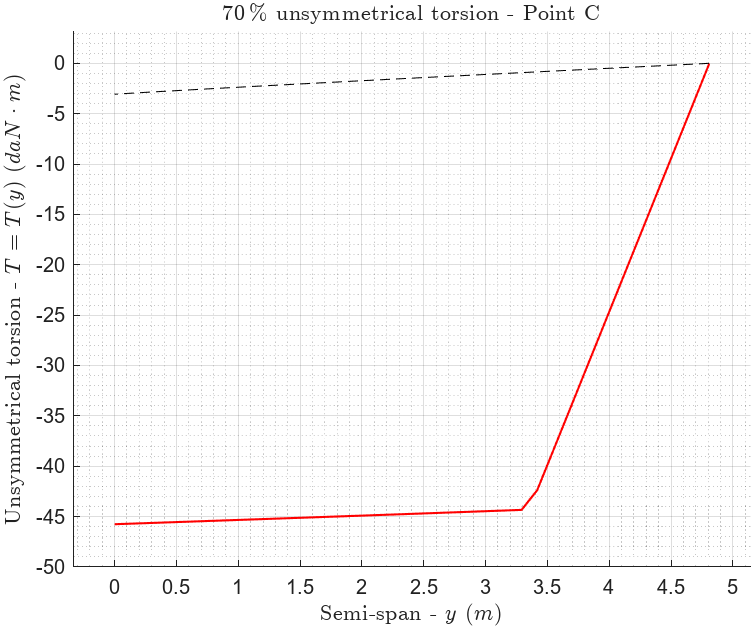 70 % unsymmetrical torsion - Point C
Unsymmetrical torsion - T = T(y) (daN · m)
0
-5
-10
-15
-20
-25
-30
-35
-40
-45
-50
0 0.5 1 1.5 2 2.5 3 3.5 4 4.5 5
Semi-span - y (m)